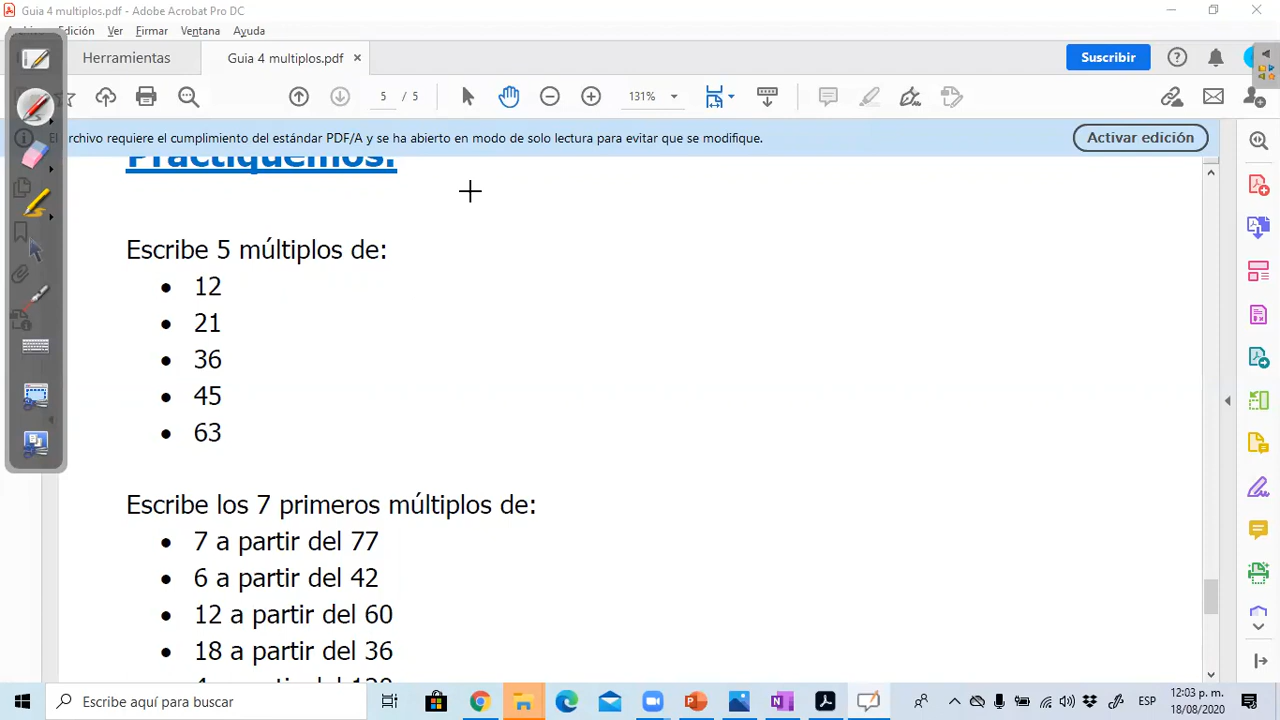 Guia 4 multiplos.pdf - Adobe Acrobat Pro DC
Archivo Edición Ver Firmar Ventana Ayuda
Herramientas Guia 4 multiplos.pdf × Suscribir
5 / 5 131%
El archivo requiere el cumplimiento del estándar PDF/A y se ha abierto en modo de solo lectura para evitar que se modifique. Activar edición
Practiquemos:
Escribe 5 múltiplos de:
• 12
• 21
• 36
• 45
• 63
Escribe los 7 primeros múltiplos de:
• 7 a partir del 77
• 6 a partir del 42
• 12 a partir del 60
• 18 a partir del 36
Escribe aquí para buscar
ESP
12:03 p. m.
18/08/2020